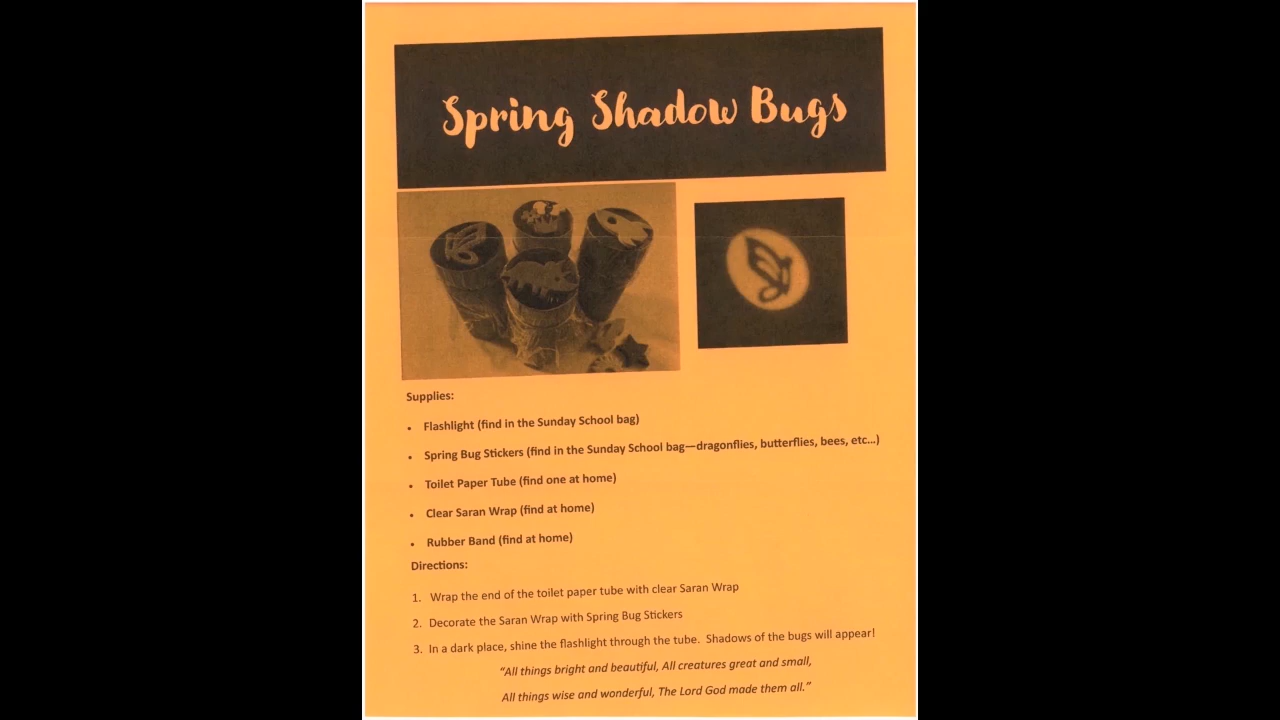 Spring Shadow Bugs
Supplies:
• Flashlight (find in the Sunday School bag)
• Spring Bug Stickers (find in the Sunday School bag—dragonflies, butterflies, bees, etc…)
• Toilet Paper Tube (find one at home)
• Clear Saran Wrap (find at home)
• Rubber Band (find at home)
Directions:
1. Wrap the end of the toilet paper tube with clear Saran Wrap
2. Decorate the Saran Wrap with Spring Bug Stickers
3. In a dark place, shine the flashlight through the tube. Shadows of the bugs will appear!
“All things bright and beautiful, All creatures great and small,
All things wise and wonderful, The Lord God made them all.”